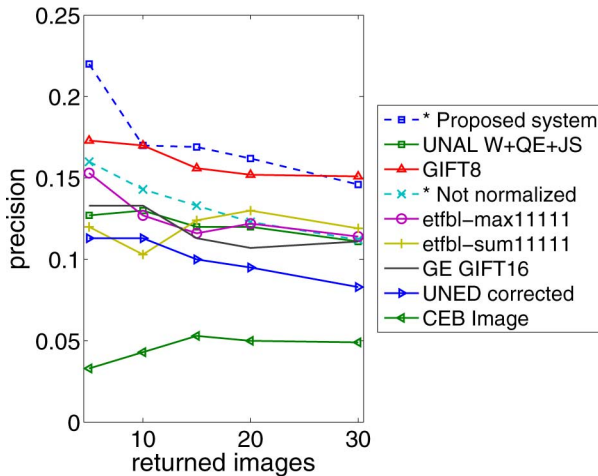 0.25
0.2
0.15
0.1
0.05
0
precision
10
20
30
returned images
* Proposed system
UNAL W+QE+JS
GIFT8
* Not normalized
etfbl-max11111
etfbl-sum11111
GE GIFT16
UNED corrected
CEB Image